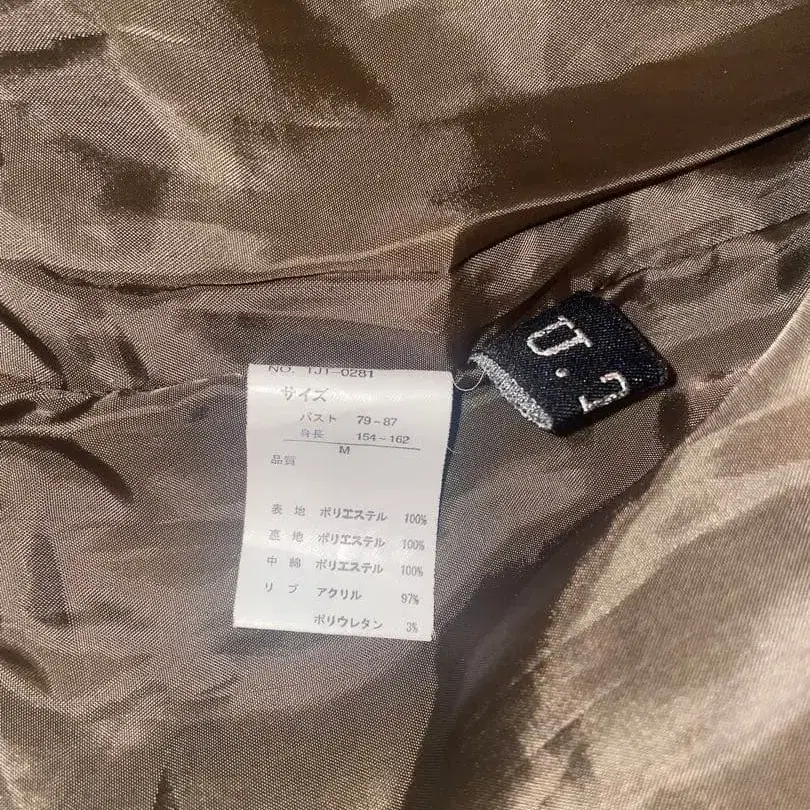 NO. TJT-0281
サイズ
バスト 79~87
身長 154~162
M
品質
表地 ポリエステル 100%
裏地 ポリエステル 100%
中綿 ポリエステル 100%
リブ アクリル 97%
ポリウレタン 3%
U.